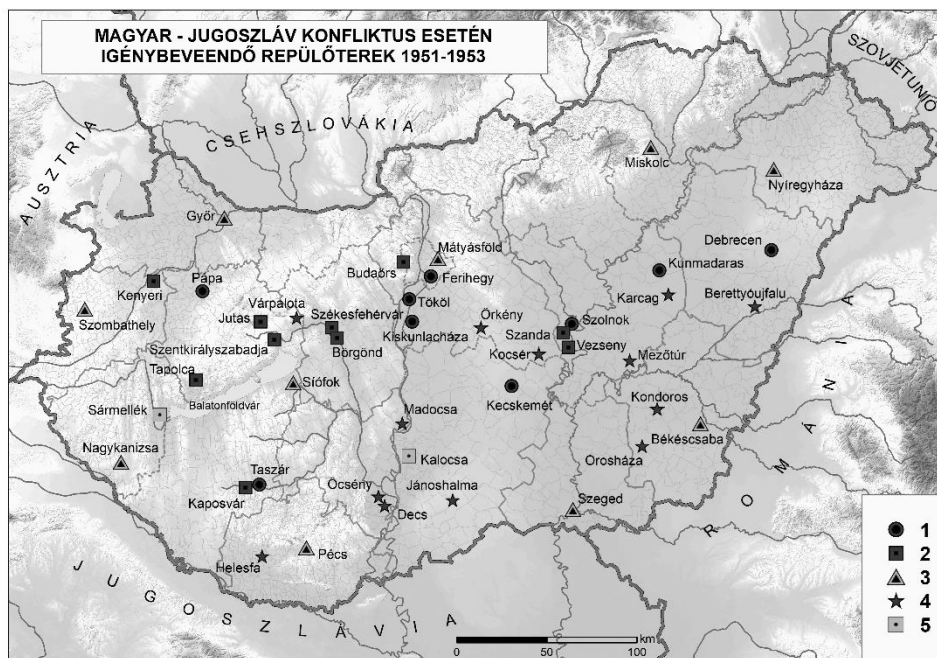 MAGYAR - JUGOSZLÁV KONFLIKTUS ESETÉN
IGÉNYBEVEENDŐ REPÜLŐTEREK 1951-1953
SZOVJETUNIÓ
CSEHSZLOVÁKIA
AUSZTRIA
Miskolc
Nyíregyháza
Győr
Mátyásföld
Debrecen
Budaőrs
Ferihegy
Kunmadaras
Kenyeri
Pápa
Tököl
Karcag
Berettyóujfalu
Várpalota
Székesfehérvár
Örkény
Szombathely
Jutas
Kiskunlacháza
Szolnok
Szanda
Szentkirályszabadja
Börgönd
Vezseny
Kocsér
Mezőtúr
Tapolca
Síófok
Kecskemét
Balatonföldvár
Kondoros
Sármellék
Madocsa
Békéscsaba
Nagykanizsa
Kalocsa
Orosháza
Taszár
Kaposvár
Öcsény
Jánoshalma
Decs
Szeged
Helesfa
Pécs
ROMÁNIA
JUGOSZLÁVIA
1
2
3
4
5
0
50
100
km